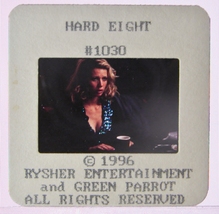 HARD EIGHT
#1030
© 1996
RYSHER ENTERTAINMENT
and GREEN PARROT
ALL RIGHTS RESERVED